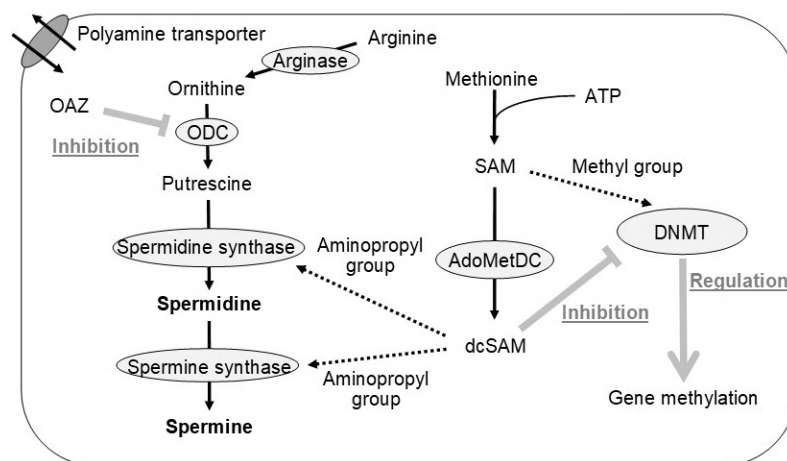 Polyamine transporter
Arginine
Arginase
Ornithine
OAZ
Inhibition
ODC
Putrescine
Spermidine synthase
Spermidine
Spermine synthase
Spermine
Aminopropyl
group
Aminopropyl
group
Methionine
ATP
SAM
Methyl group
DNMT
AdoMetDC
Regulation
Inhibition
dcSAM
Gene methylation